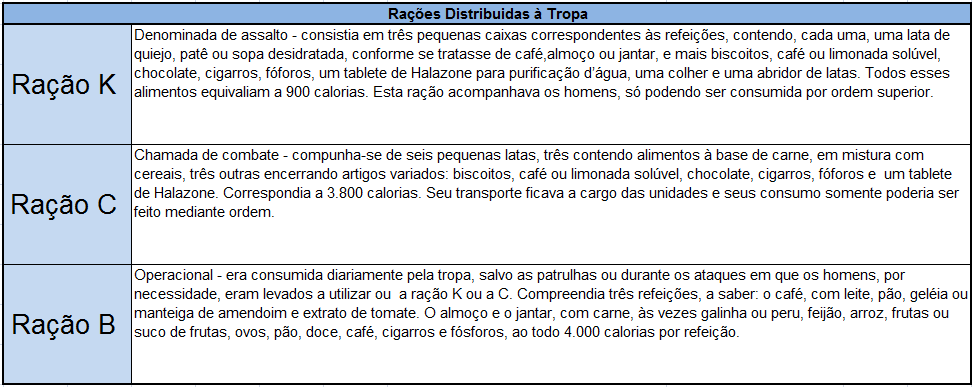 Rações Distribuidas à Tropa
Ração K
Denominada de assalto - consistia em três pequenas caixas correspondentes às refeições, contendo, cada uma, uma lata de
quiejo, patê ou sopa desidratada, conforme se tratasse de café,almoço ou jantar, e mais biscoitos, café ou limonada solúvel,
chocolate, cigarros, fóforos, um tablete de Halazone para purificação d'água, uma colher e uma abridor de latas. Todos esses
alimentos equivaliam a 900 calorias. Esta ração acompanhava os homens, só podendo ser consumida por ordem superior.
Ração C
Chamada de combate - compunha-se de seis pequenas latas, três contendo alimentos à base de carne, em mistura com
cereais, três outras encerrando artigos variados: biscoitos, café ou limonada solúvel, chocolate, cigarros, fóforos e  um tablete
de Halazone. Correspondia a 3.800 calorias. Seu transporte ficava a cargo das unidades e seus consumo somente poderia ser
feito mediante ordem.
Ração B
Operacional - era consumida diariamente pela tropa, salvo as patrulhas ou durante os ataques em que os homens, por
necessidade, eram levados a utilizar ou  a ração K ou a C. Compreendia três refeições, a saber: o café, com leite, pão, geléia ou
manteiga de amendoim e extrato de tomate. O almoço e o jantar, com carne, às vezes galinha ou peru, feijão, arroz, frutas ou
suco de frutas, ovos, pão, doce, café, cigarros e fósforos, ao todo 4.000 calorias por refeição.